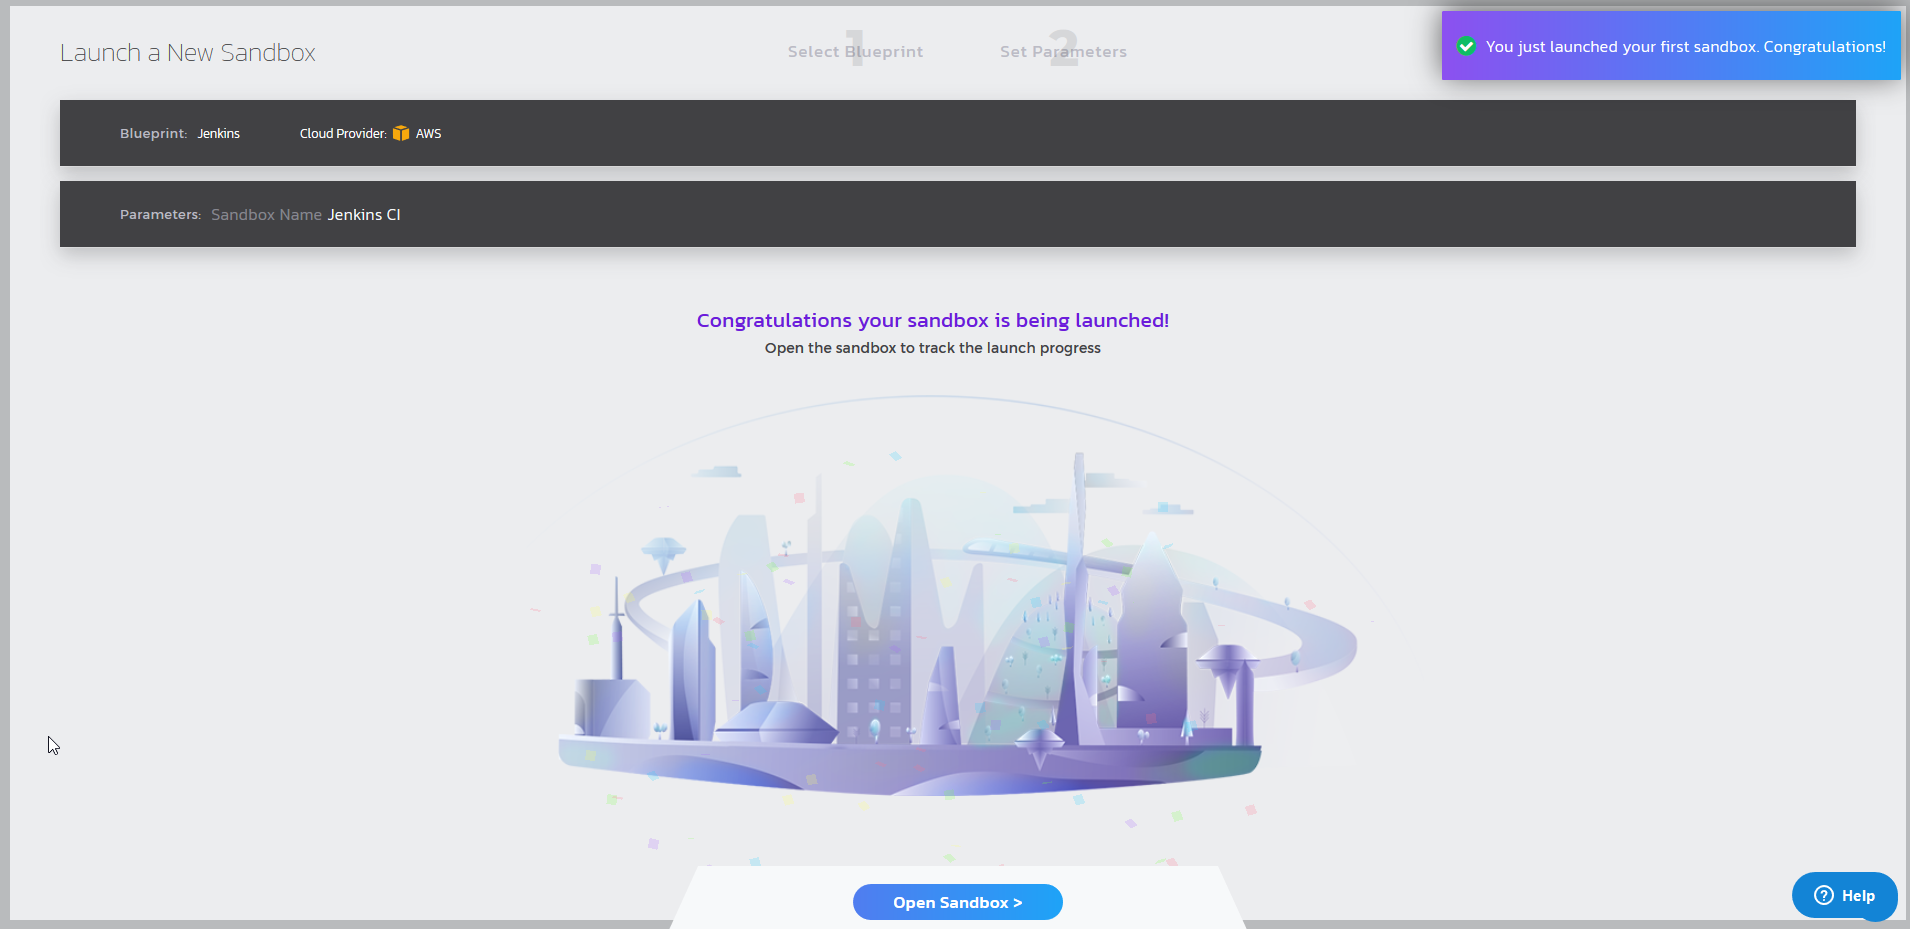 Launch a New Sandbox
1
Select Blueprint
2
Set Parameters
You just launched your first sandbox. Congratulations!
Blueprint: Jenkins Cloud Provider: AWS
Parameters: Sandbox Name Jenkins CI
Congratulations your sandbox is being launched!
Open the sandbox to track the launch progress
Open Sandbox >
? Help